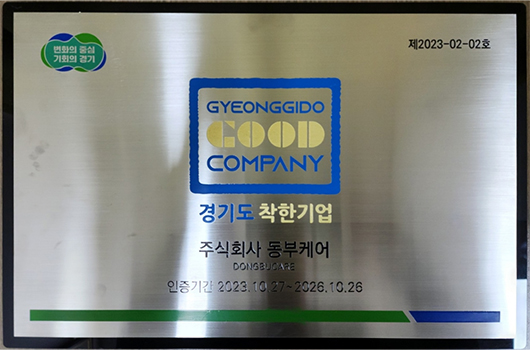 변화의 중심
기회의 경기
제2023-02-02호
GYEONGGIDO
GOOD
COMPANY
경기도 착한기업
주식회사 동부케어
DONGBUCARE
인증기간 2023.10.27~2026.10.26